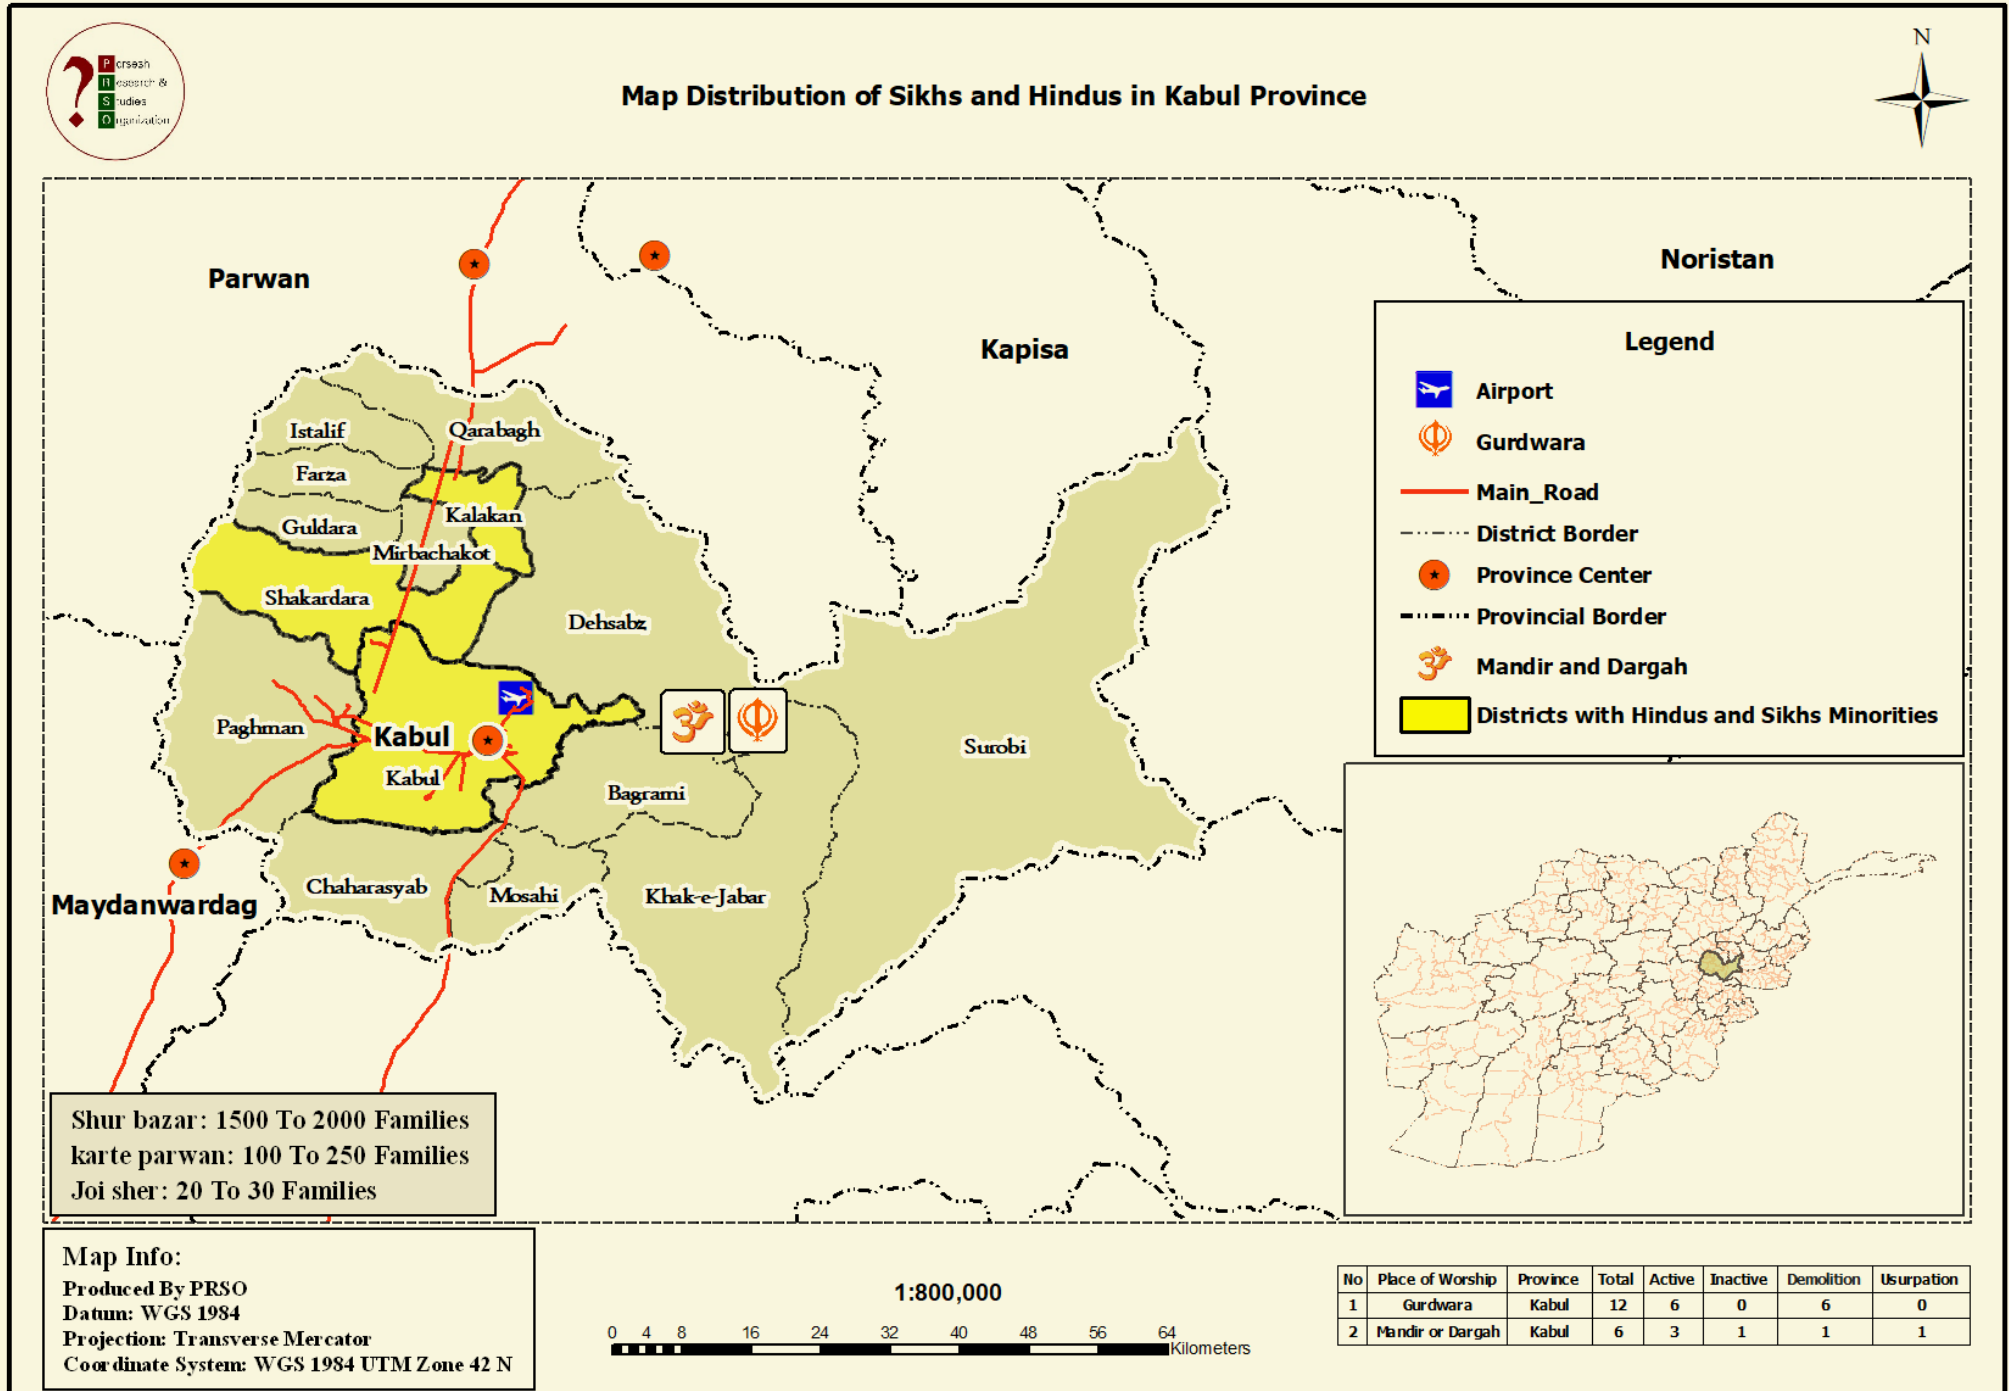 Porsesh
Research &
Studies
Organization
Map Distribution of Sikhs and Hindus in Kabul Province
N
Parwan
Noristan
Kapisa
Istalif
Qarabagh
Farza
Guldara
Kalakan
Mirbachakot
Shakardara
Dehsabz
Paghman
Kabul
Kabul
Surobi
Bagrami
Chaharasyab
Mosahi
Khak-e-Jabar
Maydanwardag
Legend
Airport
Gurdwara
Main_Road
District Border
Province Center
Provincial Border
Mandir and Dargah
Districts with Hindus and Sikhs Minorities
Shur bazar: 1500 To 2000 Families
karte parwan: 100 To 250 Families
Joi sher: 20 To 30 Families
Map Info:
Produced By PRSO
Datum: WGS 1984
Projection: Transverse Mercator
Coordinate System: WGS 1984 UTM Zone 42 N
1:800,000
0 4 8 16 24 32 40 48 56 64
Kilometers
No Place of Worship Province Total Active Inactive Demolition Usurpation
1 Gurdwara Kabul 12 6 0 6 0
2 Mandir or Dargah Kabul 6 3 1 1 1